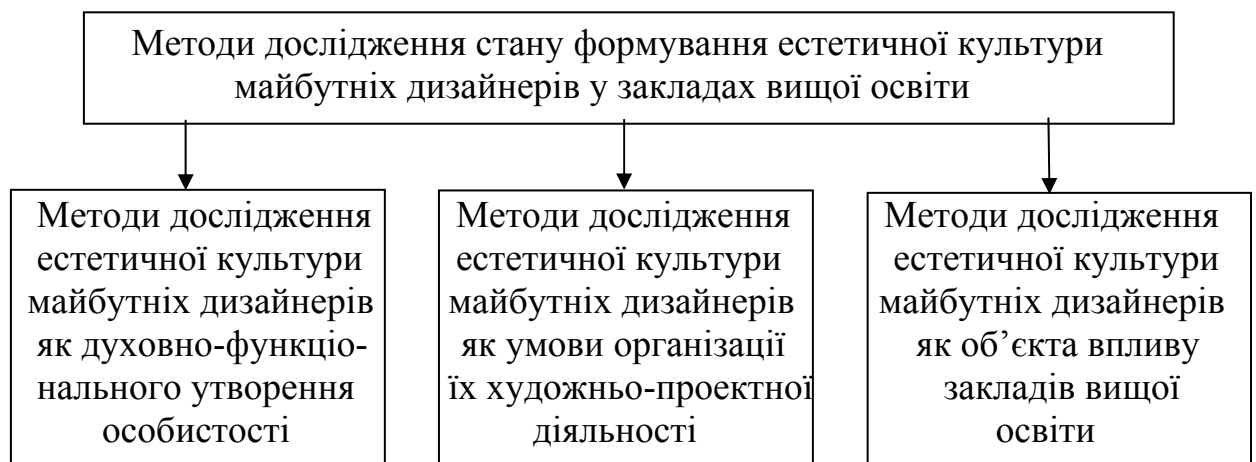 Методи дослідження стану формування естетичної культури
майбутніх дизайнерів у закладах вищої освіти
Методи дослідження
естетичної культури
майбутніх дизайнерів
як духовно-функціо-
нального утворення
особистості
Методи дослідження
естетичної культури
майбутніх дизайнерів
як умови організації
їх художньо-проектної
діяльності
Методи дослідження
естетичної культури
майбутніх дизайнерів
як об’єкта впливу
закладів вищої
освіти